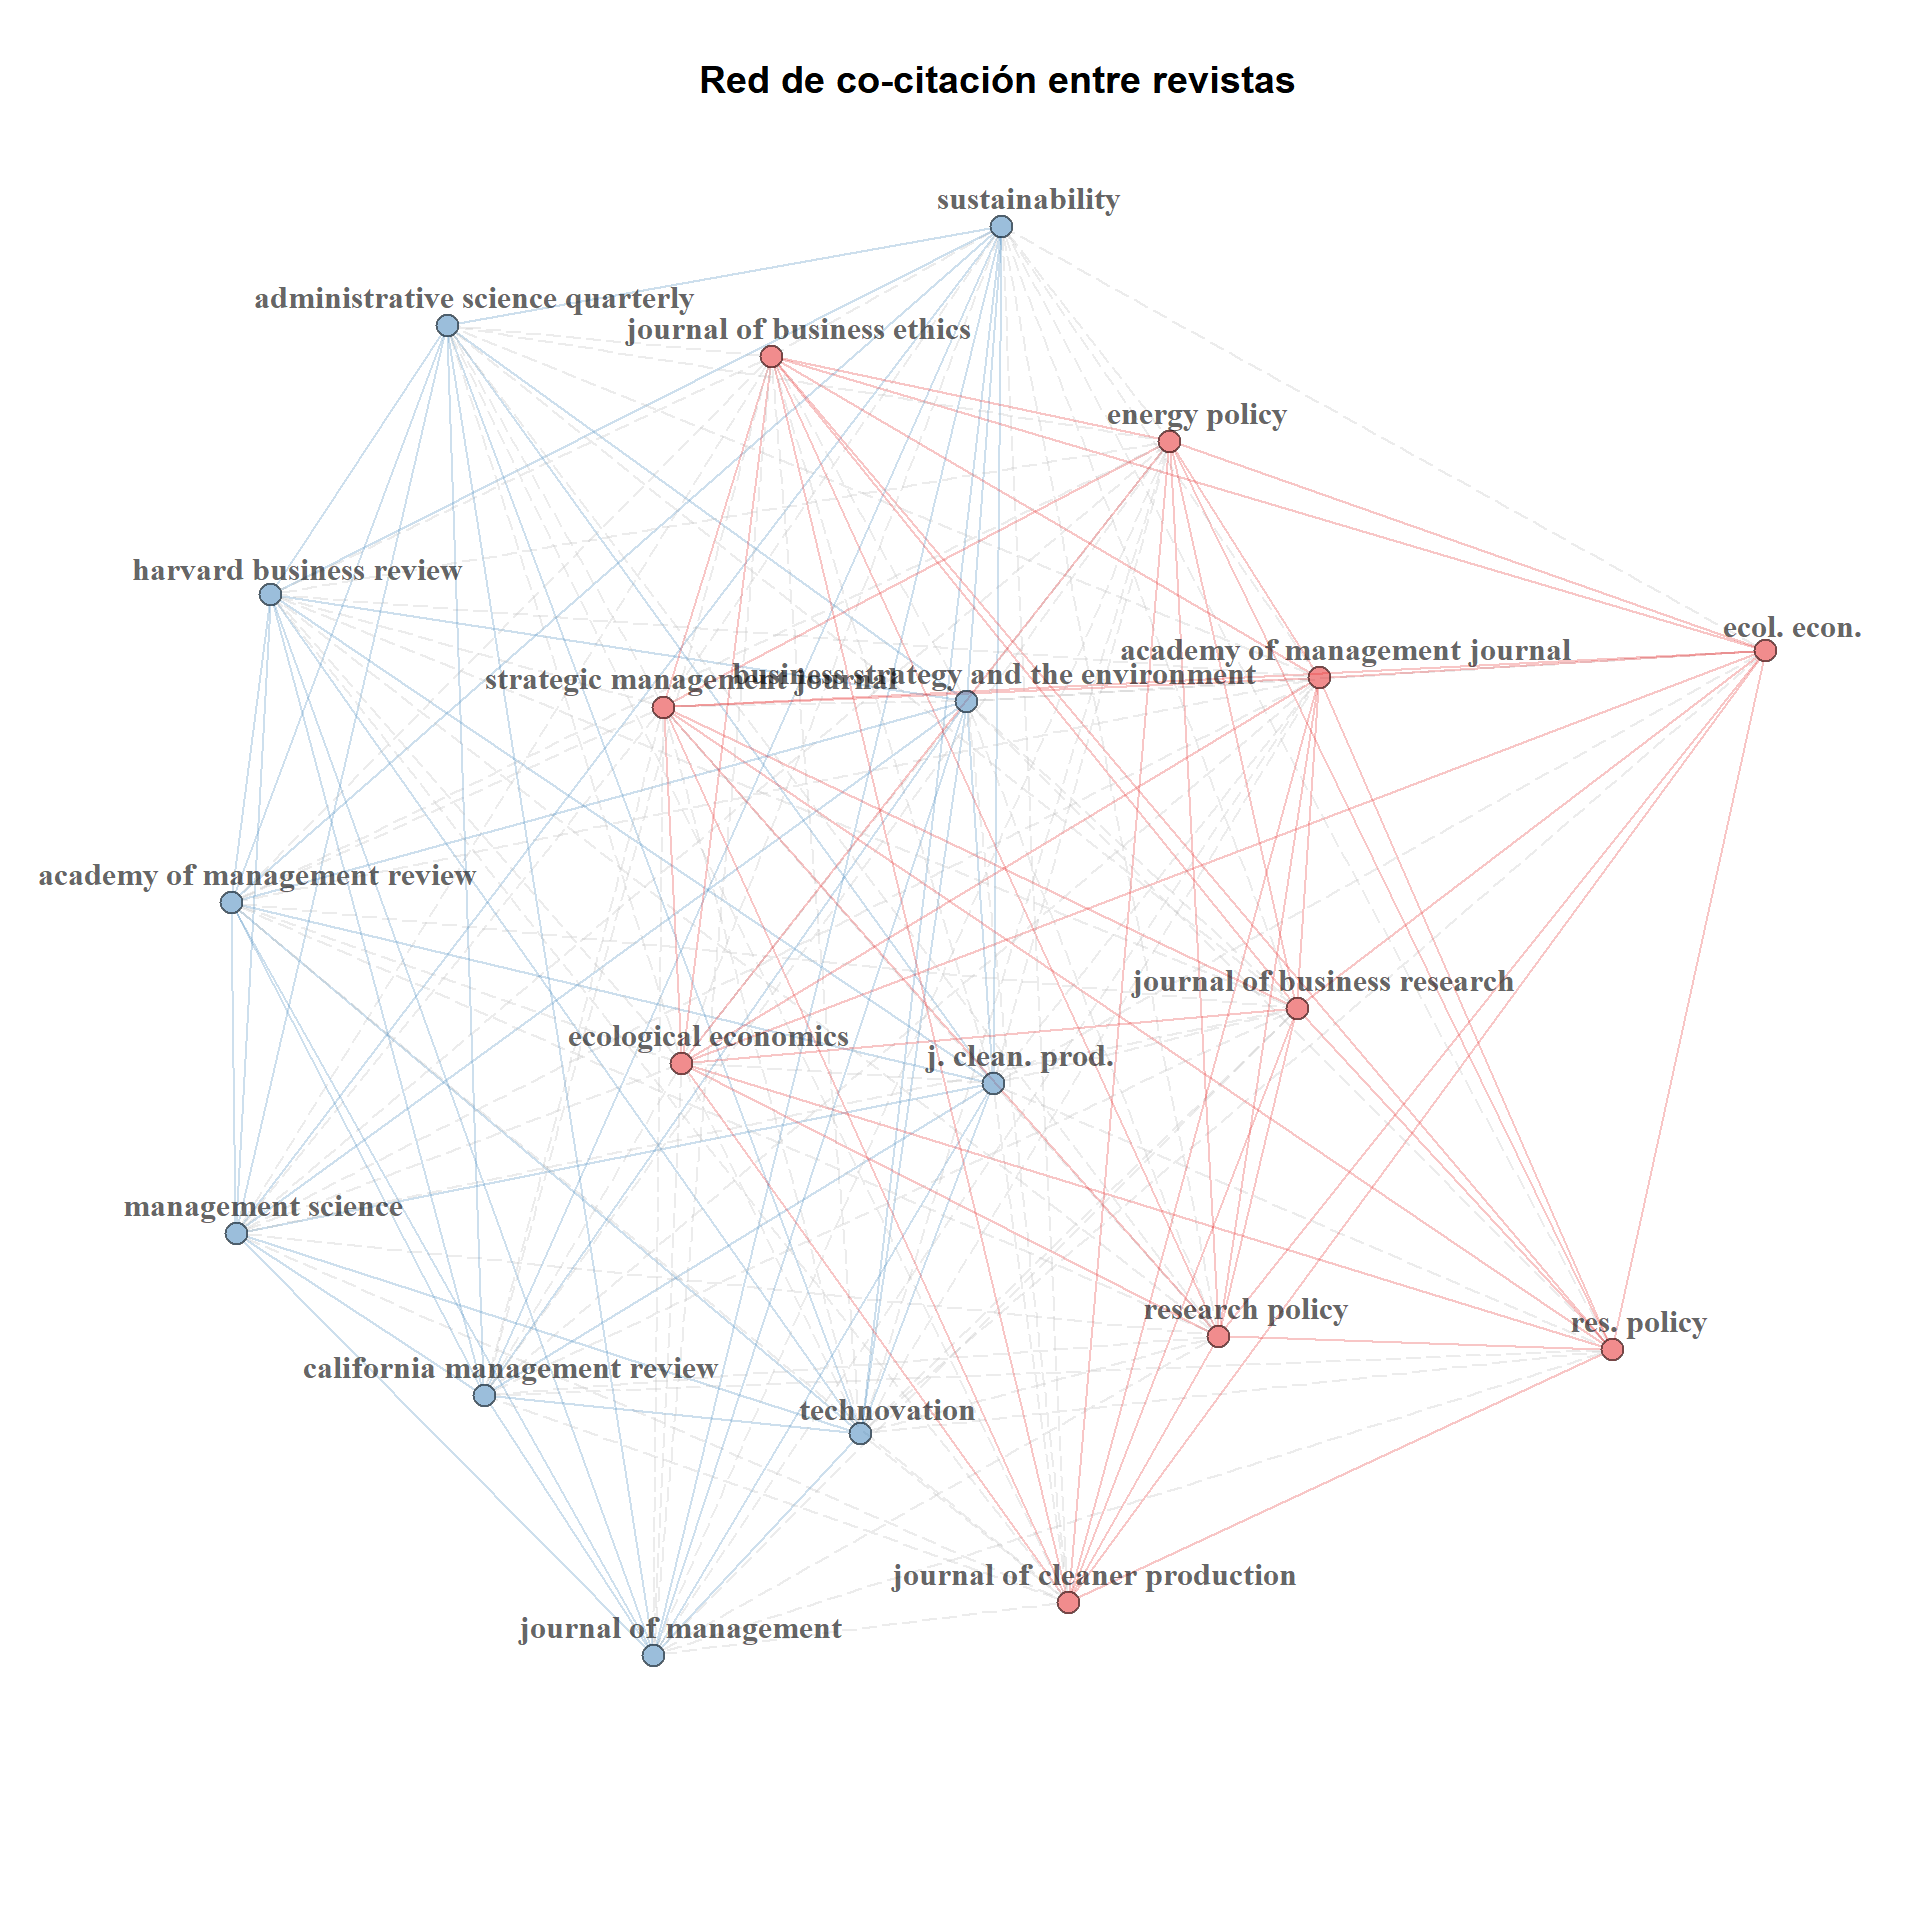 Red de co-citación entre revistas
sustainability
administrative science quarterly
journal of business ethics
energy policy
harvard business review
ecol. econ.
academy of management journal
business strategy and the environment
strategic management journal
academy of management review
journal of business research
ecological economics
j. clean. prod.
management science
research policy
res. policy
california management review
technovation
journal of cleaner production
journal of management